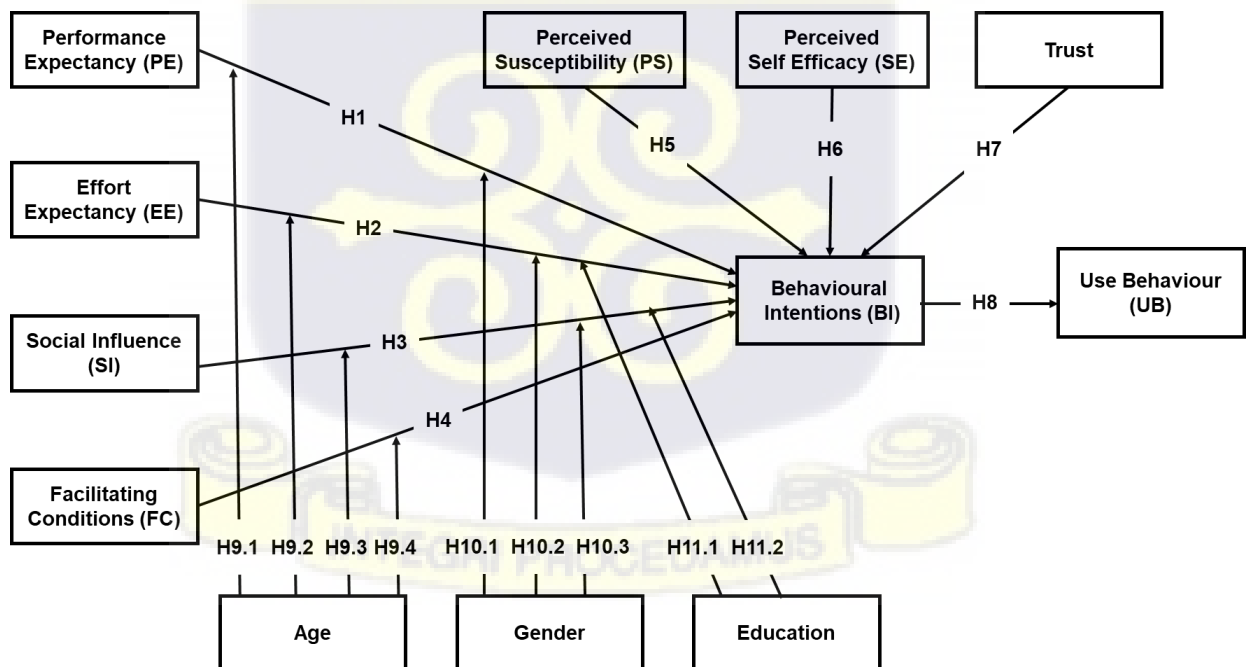 Performance
Expectancy (PE)
Perceived
Susceptibility (PS)
Perceived
Self Efficacy (SE)
Trust
H1
H5
H6
H7
Effort
Expectancy (EE)
H2
Behavioural
Intentions (BI)
H8
Use Behaviour
(UB)
Social Influence
(SI)
H3
H4
Facilitating
Conditions (FC)
H9.1
H9.2
H9.3
H9.4
H10.1
H10.2
H10.3
H11.1
H11.2
INTEGRI PROCEDAMUS
Age
Gender
Education